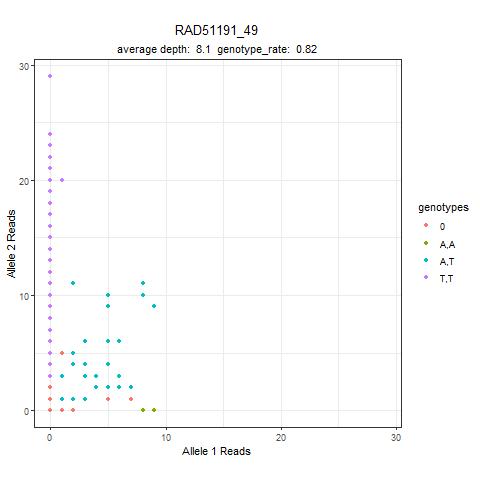 RAD51191_49
average depth: 8.1 genotype_rate: 0.82
30
20
10
0
Allele 2 Reads
0 10 20 30
Allele 1 Reads
genotypes
0
A,A
A,T
T,T